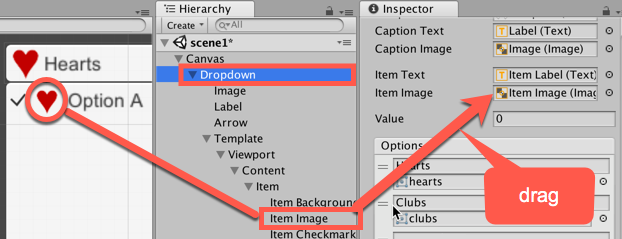 Hearts
Option A
Hierarchy
Create
All
scene1*
Canvas
Dropdown
Image
Label
Arrow
Template
Viewport
Content
Item
Item Background
Item Image
Item Checkmark
Inspector
Caption Text
Label (Text)
Caption Image
Image (Image)
Item Text
Item Label (Text)
Item Image
Item Image (Imag
Value
0
Options
Hearts
hearts
Clubs
clubs
drag